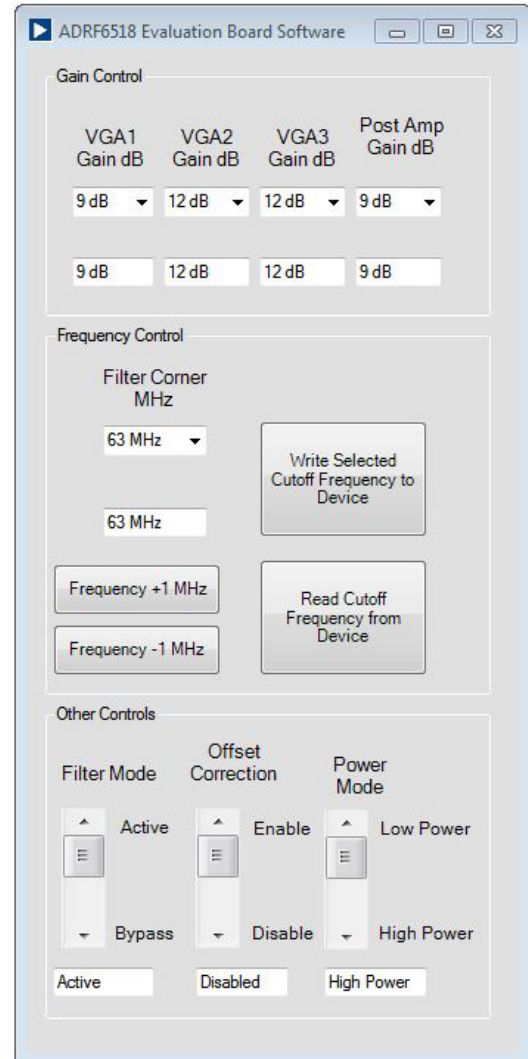 ADRF6518 Evaluation Board Software
Gain Control
VGA1
Gain dB
VGA2
Gain dB
VGA3
Gain dB
Post Amp
Gain dB
9 dB
12 dB
12 dB
9 dB
9 dB
12 dB
12 dB
9 dB
Frequency Control
Filter Corner
MHz
63 MHz
63 MHz
Write Selected
Cutoff Frequency to
Device
Frequency +1 MHz
Frequency -1 MHz
Read Cutoff
Frequency from
Device
Other Controls
Filter Mode
Offset
Correction
Power
Mode
Active
Enable
Low Power
Bypass
Disable
High Power
Active
Disabled
High Power